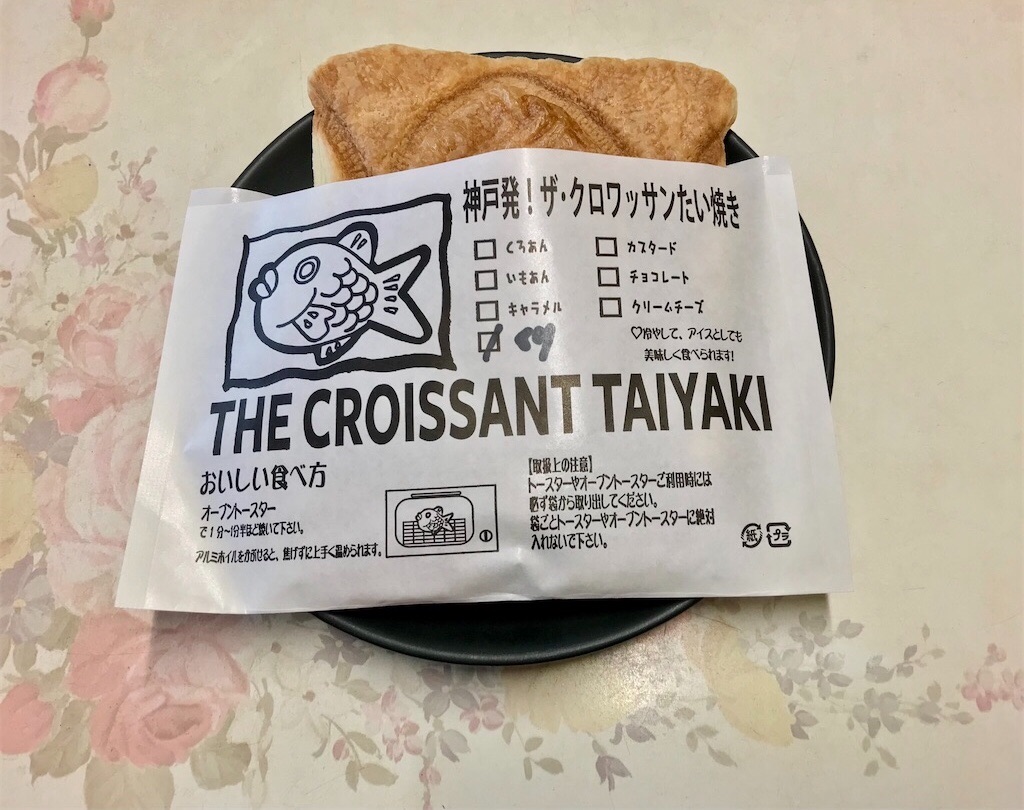 神戸発!ザ・クロワッサンたい焼き
くろあん
カスタード
いもあん
チョコレート
キャラメル
クリームチーズ
♡冷やして、アイスとしても
美味しく食べられます!
THE CROISSANT TAIYAKI
おいしい食べ方
オーブントースター
で1分〜1分半ほど焼いて下さい。
アルミホイルをかぶせると、焦げずに上手く温められます。
【取扱上の注意】
トースターやオーブントースターご利用時には
必ず袋から取り出してください。
袋ごとトースターやオーブントースターに絶対
入れないで下さい。
紙 プラ